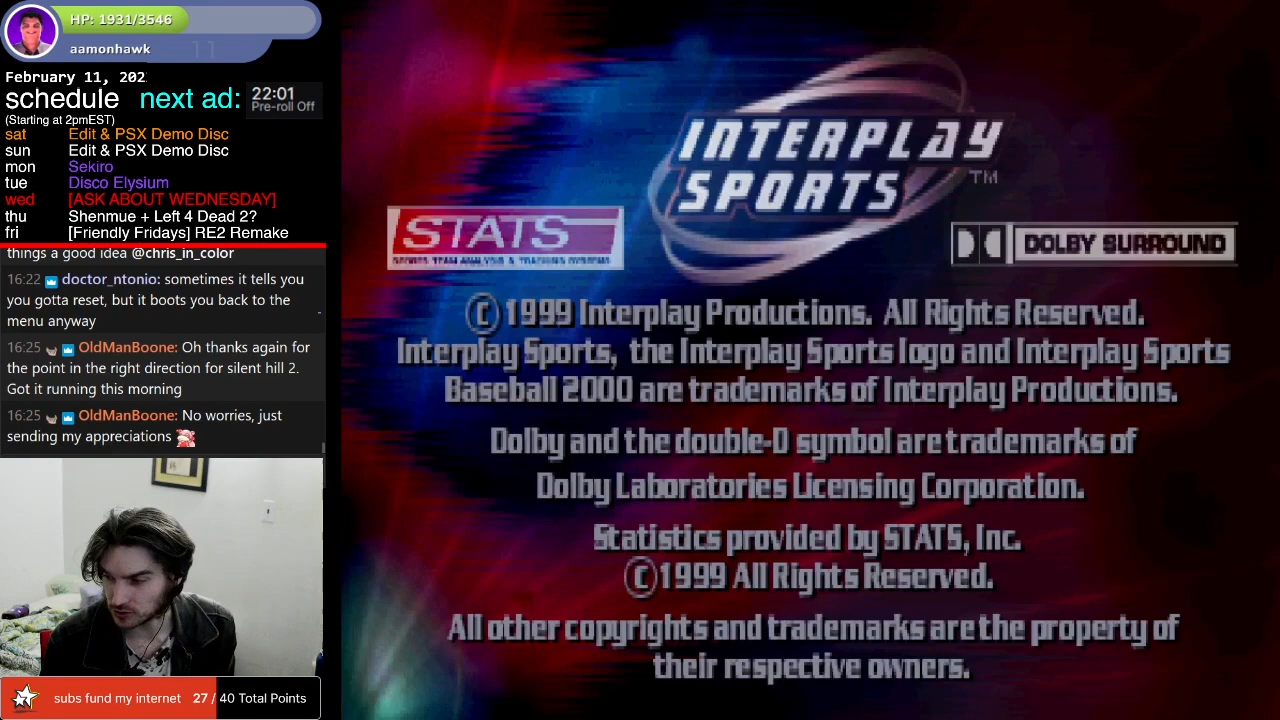 HP: 1931/3546
aamonhawk
11
February 11, 202
schedule next ad:
22:01
Pre-roll Off
(Starting at 2pmEST)
sat Edit & PSX Demo Disc
sun Edit & PSX Demo Disc
mon Sekiro
tue Disco Elysium
wed [ASK ABOUT WEDNESDAY]
thu Shenmue + Left 4 Dead 2?
fri [Friendly Fridays] RE2 Remake
things a good idea @chris_in_color
16:22 doctor_ntonio: sometimes it tells you
you gotta reset, but it boots you back to the
menu anyway
16:25 OldManBoone: Oh thanks again for
the point in the right direction for silent hill 2.
Got it running this morning
16:25 OldManBoone: No worries, just
sending my appreciations
subs fund my internet 27 / 40 Total Points
INTERPLAY
SPORTS
TM
STATS
DOLBY SURROUND
© 1999 Interplay Productions. All Rights Reserved.
Interplay Sports, the Interplay Sports logo and Interplay Sports
Baseball 2000 are trademarks of Interplay Productions.
Dolby and the double-D symbol are trademarks of
Dolby Laboratories Licensing Corporation.
Statistics provided by STATS, Inc.
©1999 All Rights Reserved.
All other copyrights and trademarks are the property of
their respective owners.